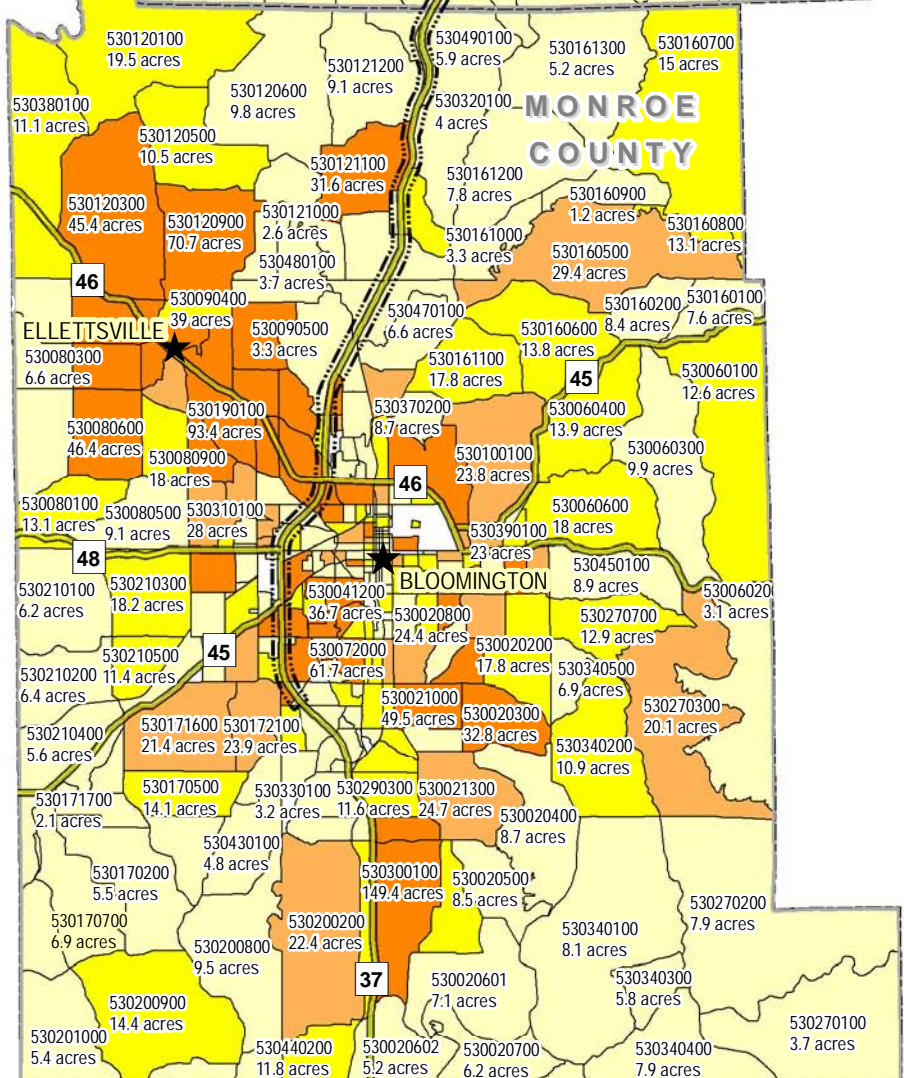 530120100
19.5 acres
530490100
5.9 acres
530161300
5.2 acres
530160700
15 acres
530121200
9.1 acres
530120600
9.8 acres
530380100
11.1 acres
530320100
4 acres
MONROE
COUNTY
530120500
10.5 acres
530121100
31.6 acres
530161200
7.8 acres
530160900
1.2 acres
530120300
45.4 acres
530120900
70.7 acres
530121000
2.6 acres
530161000
3.3 acres
530160800
13.1 acres
530160500
29.4 acres
530480100
3.7 acres
46
530090400
39 acres
530470100
6.6 acres
530160200
8.4 acres
530160100
7.6 acres
ELLETTSVILLE
530090500
3.3 acres
530160600
13.8 acres
530080300
6.6 acres
530161100
17.8 acres
45
530060100
12.6 acres
530190100
93.4 acres
530370200
8.7 acres
530060400
13.9 acres
530080600
46.4 acres
530080900
18 acres
530100100
23.8 acres
530060300
9.9 acres
46
530080100
13.1 acres
530080500
9.1 acres
530310100
28 acres
530060600
18 acres
530390100
23 acres
48
BLOOMINGTON
530450100
8.9 acres
530210100
6.2 acres
530210300
18.2 acres
530041200
36.7 acres
530020800
24.4 acres
530060200
3.1 acres
530270700
12.9 acres
530210500
11.4 acres
45
530072000
61.7 acres
530020200
17.8 acres
530340500
6.9 acres
530210200
6.4 acres
530021000
49.5 acres
530020300
32.8 acres
530270300
20.1 acres
530210400
5.6 acres
530171600
21.4 acres
530172100
23.9 acres
530340200
10.9 acres
530170500
14.1 acres
530330100
3.2 acres
530290300
11.6 acres
530021300
24.7 acres
530171700
2.1 acres
530020400
8.7 acres
530430100
4.8 acres
530170200
5.5 acres
530300100
149.4 acres
530020500
8.5 acres
530270200
7.9 acres
530170700
6.9 acres
530200200
22.4 acres
530340100
8.1 acres
530200800
9.5 acres
37
530020601
7.1 acres
530340300
5.8 acres
530200900
14.4 acres
530270100
3.7 acres
530201000
5.4 acres
530440200
11.8 acres
530020602
5.2 acres
530020700
6.2 acres
530340400
7.9 acres